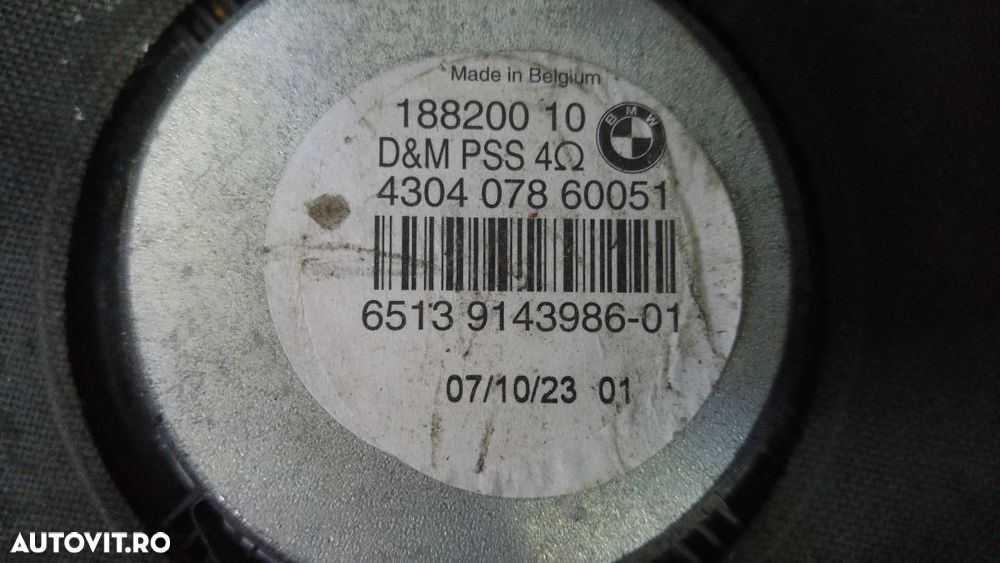 Made in Belgium
188200 10
BMW
D&M PSS 4Ω
4304 078 60051
6513 9143986-01
07/10/23 01
AUTOVIT.RO